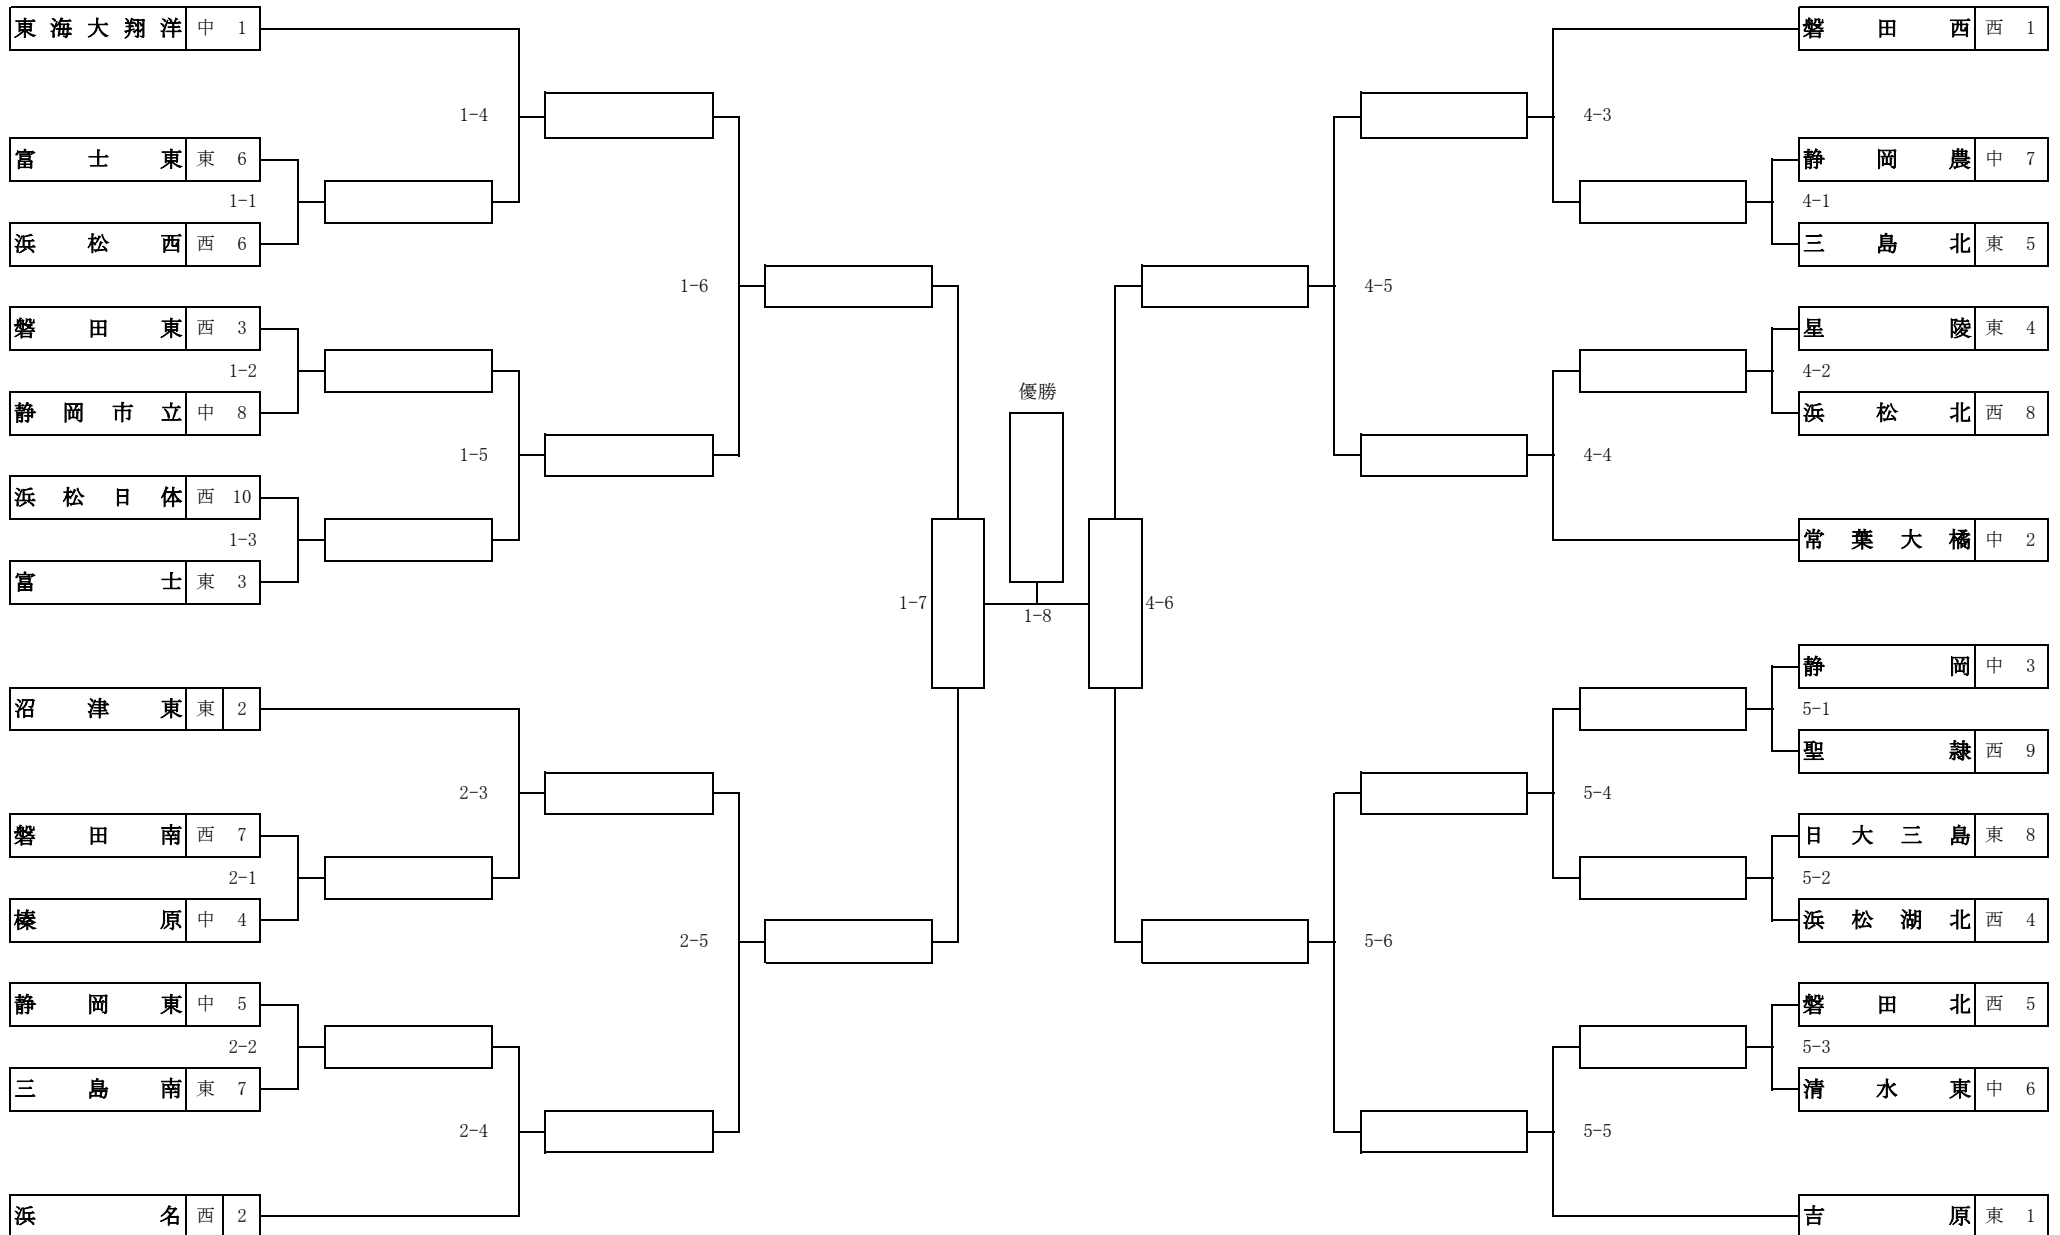 東海大翔洋 中 1
1-4
富士東 東 6
1-1
浜松西 西 6
1-6
磐田東 西 3
1-2
静岡市立 中 8
1-5
浜松日体 西 10
1-3
富士 東 3
1-7
沼津東 東 2
2-3
磐田南 西 7
2-1
榛原 中 4
2-5
静岡東 中 5
2-2
三島南 東 7
2-4
浜名 西 2
優勝
1-8
磐田西 西 1
4-3
静岡農 中 7
4-1
三島北 東 5
4-5
星陵 東 4
4-2
浜松北 西 8
4-4
常葉大橘 中 2
4-6
静岡 中 3
5-1
聖隷 西 9
5-4
日大三島 東 8
5-2
浜松湖北 西 4
5-6
磐田北 西 5
5-3
清水東 中 6
5-5
吉原 東 1